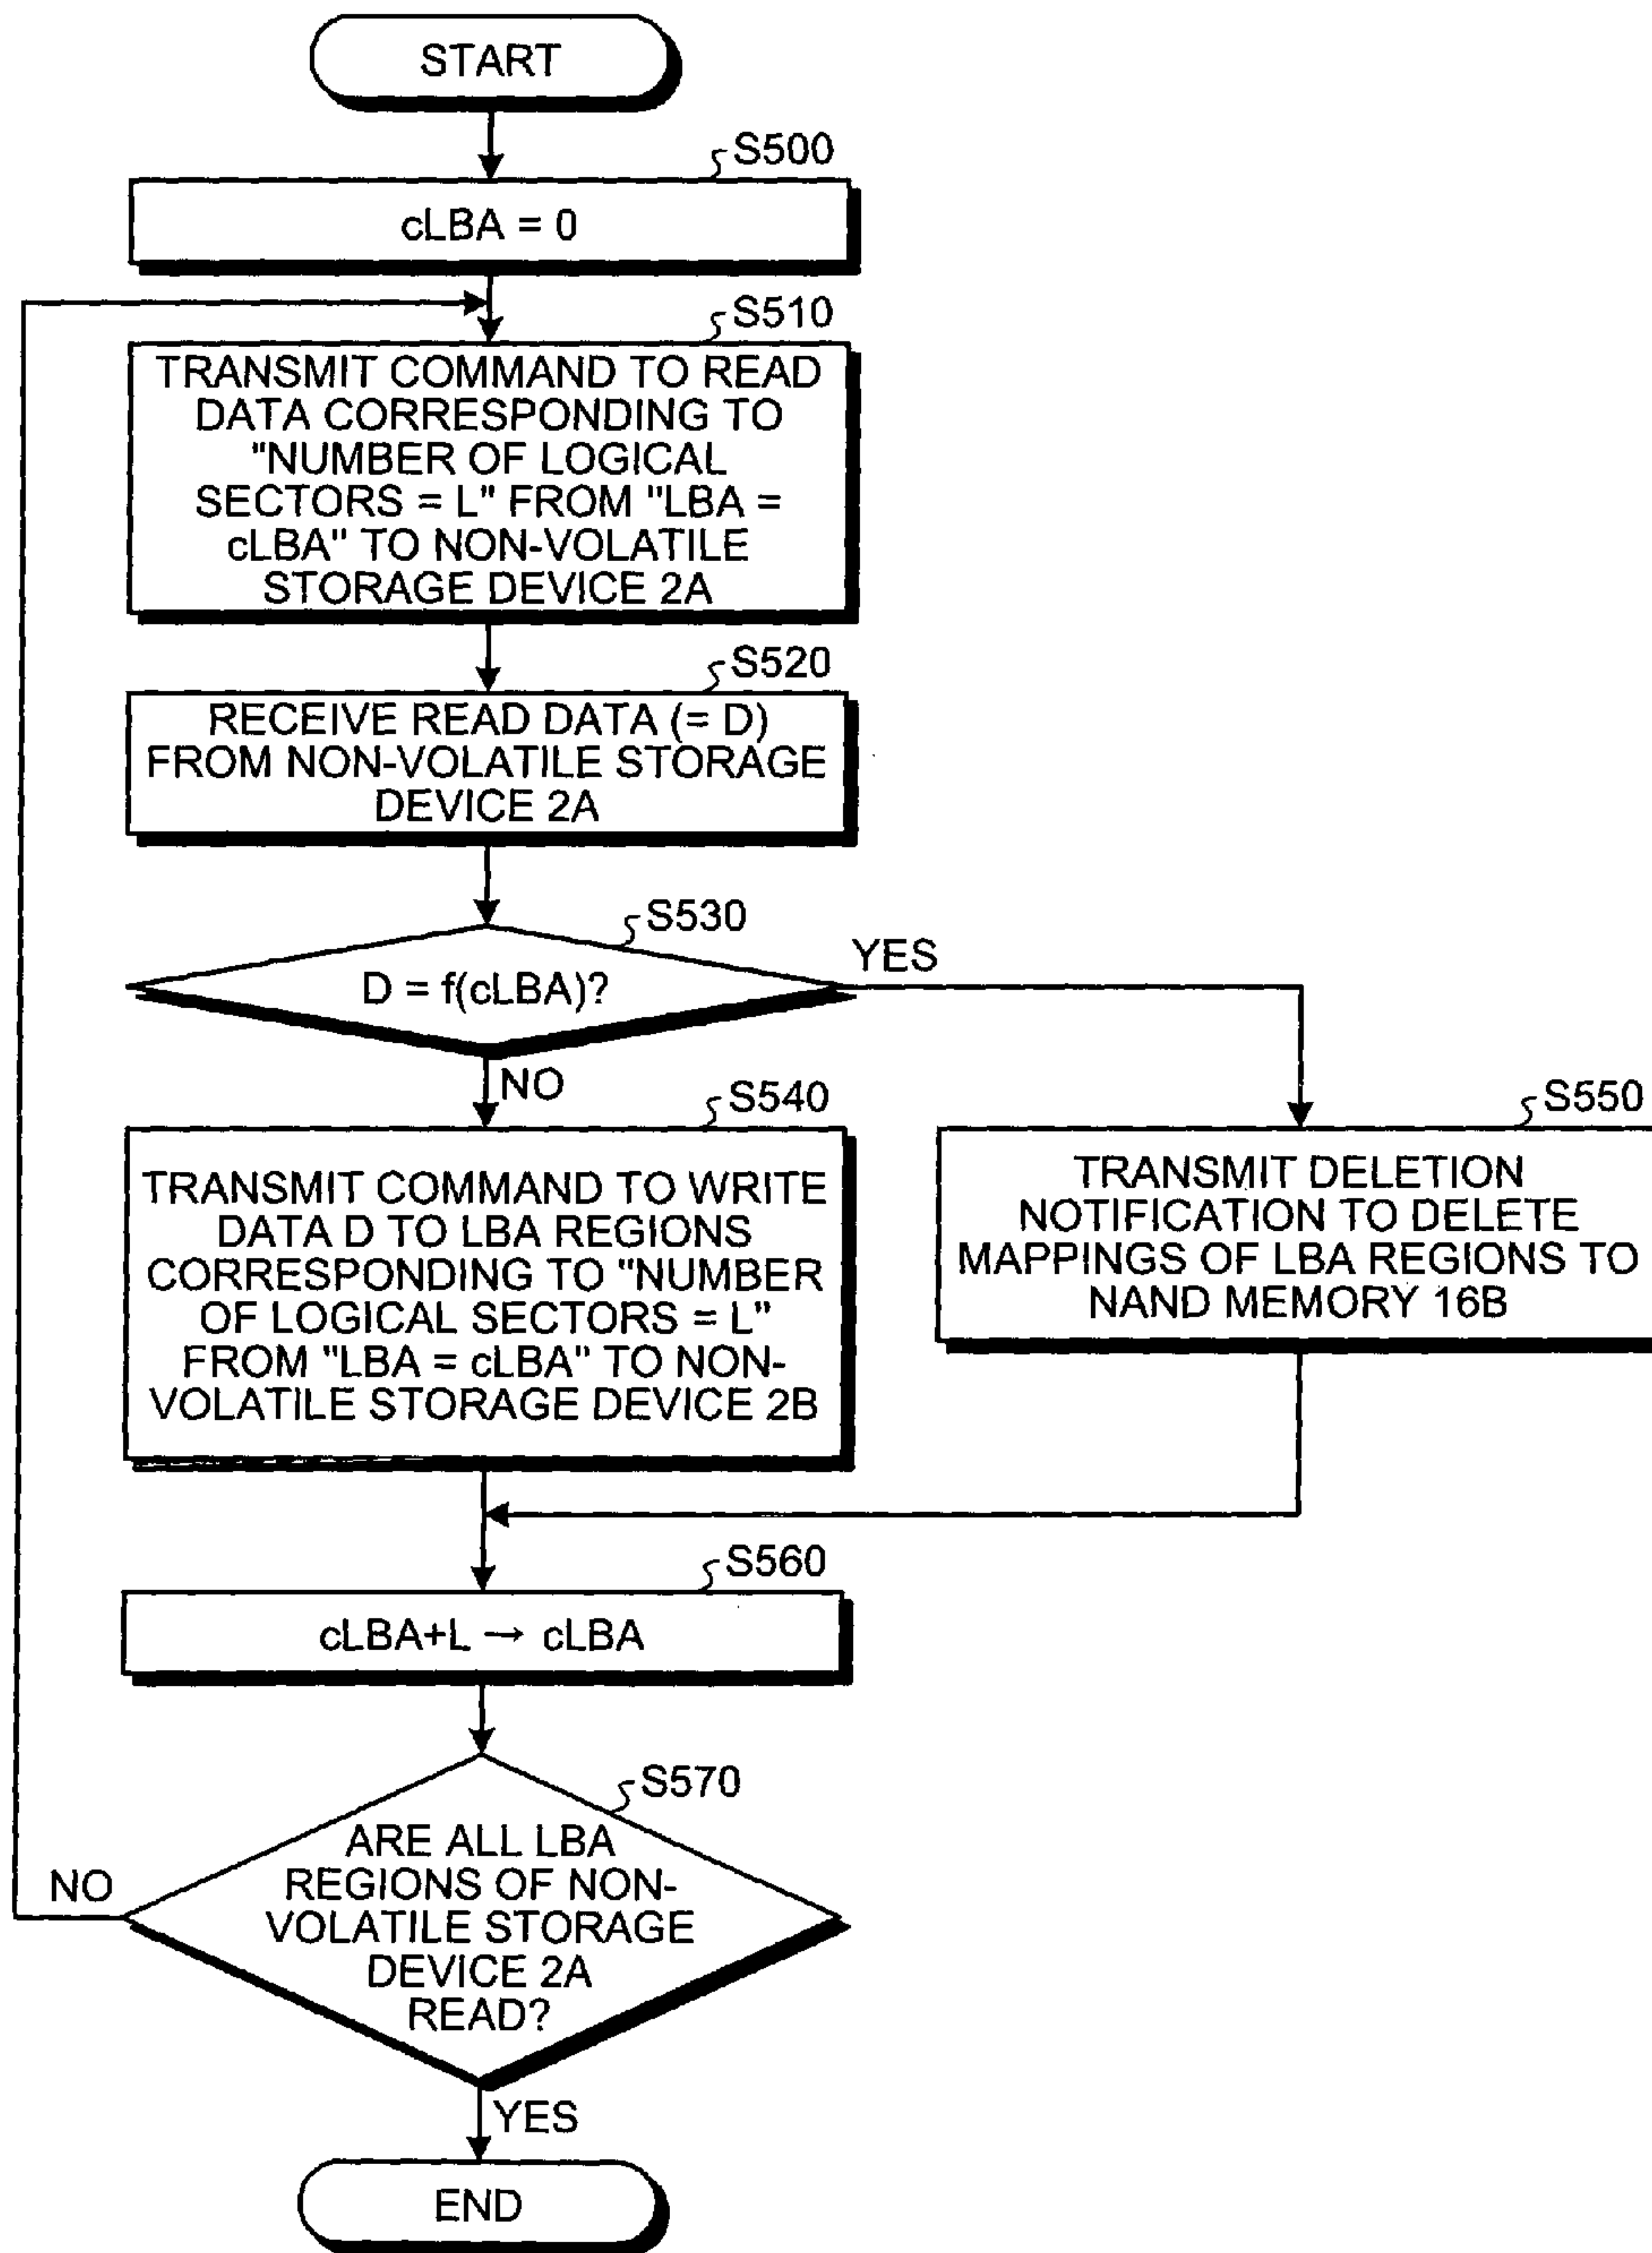 START
S500
cLBA = 0
S510
TRANSMIT COMMAND TO READ
DATA CORRESPONDING TO
"NUMBER OF LOGICAL
SECTORS = L" FROM "LBA =
cLBA" TO NON-VOLATILE
STORAGE DEVICE 2A
S520
RECEIVE READ DATA (= D)
FROM NON-VOLATILE STORAGE
DEVICE 2A
S530
D = f(cLBA)?
YES
NO
S540
TRANSMIT COMMAND TO WRITE
DATA D TO LBA REGIONS
CORRESPONDING TO "NUMBER
OF LOGICAL SECTORS = L"
FROM "LBA = cLBA" TO NON-
VOLATILE STORAGE DEVICE 2B
S550
TRANSMIT DELETION
NOTIFICATION TO DELETE
MAPPINGS OF LBA REGIONS TO
NAND MEMORY 16B
S560
cLBA+L → cLBA
S570
ARE ALL LBA
REGIONS OF NON-
VOLATILE STORAGE
DEVICE 2A
READ?
NO
YES
END